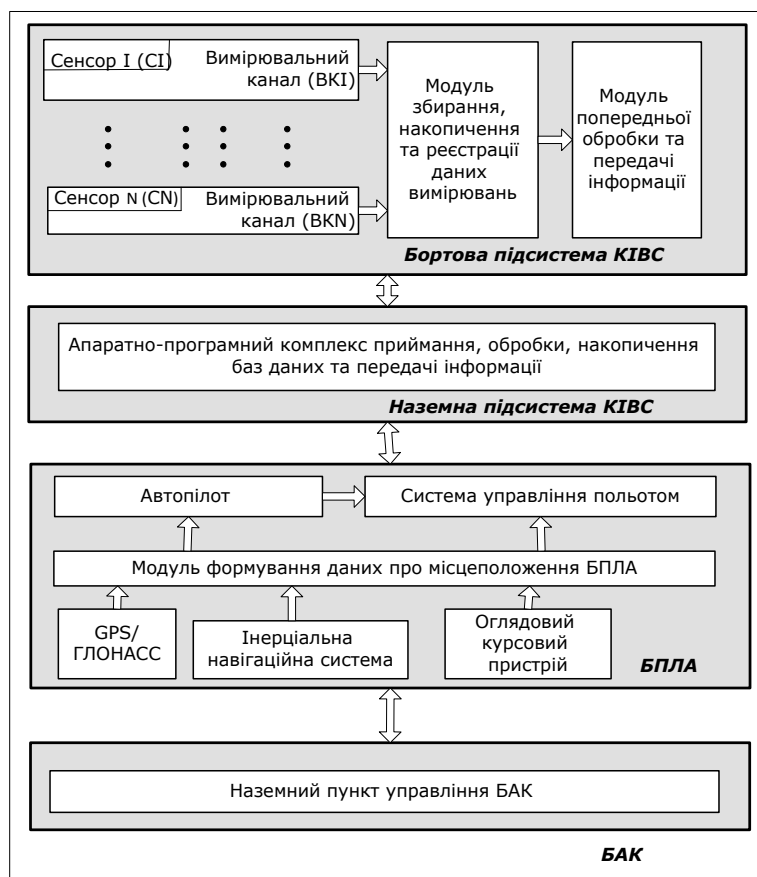 Сенсор І (СІ)
Вимірювальний
канал (ВКІ)
Сенсор N (CN)
Вимірювальний
канал (ВКN)
Модуль
збирання,
накопичення
та реєстрації
даних
вимірювань
Модуль
попередньої
обробки та
передачі
інформації
Бортова підсистема КІВС
Апаратно-програмний комплекс приймання, обробки, накопичення
баз даних та передачі інформації
Наземна підсистема КІВС
Автопілот
Система управління польотом
Модуль формування даних про місцеположення БПЛА
GPS/
ГЛОНАСС
Інерціальна
навігаційна система
Оглядовий
курсовий
пристрій
БПЛА
Наземний пункт управління БАК
БАК